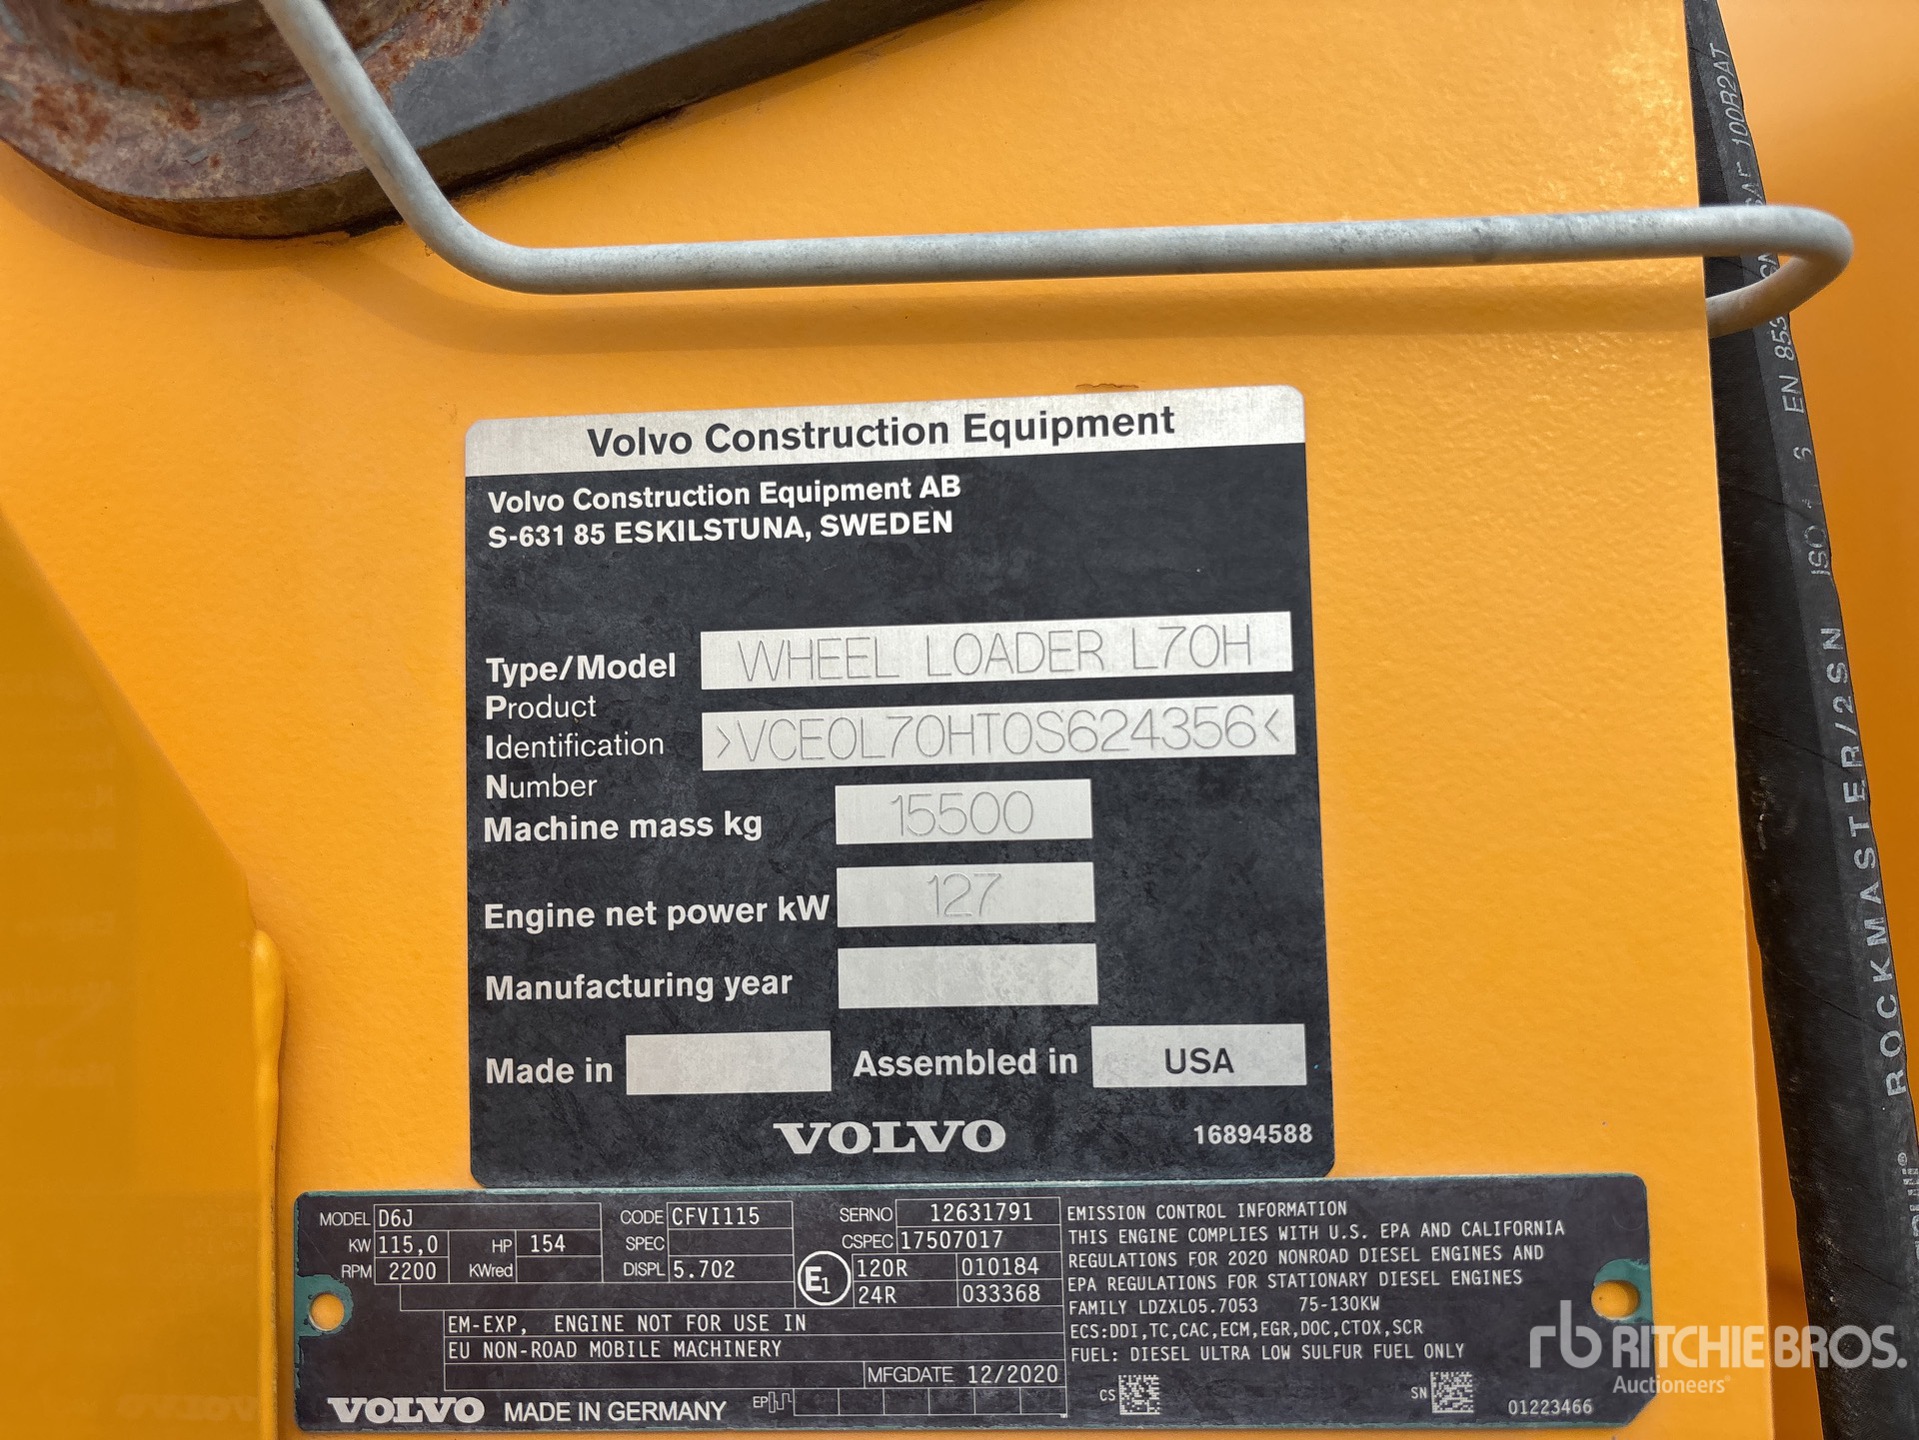 Volvo Construction Equipment
Volvo Construction Equipment AB
S-631 85 ESKILSTUNA, SWEDEN
Type/Model WHEEL LOADER L70H
Product
Identification >VCE0L70HT0S624356<
Number
Machine mass kg 15500
Engine net power kW 127
Manufacturing year
Made in Assembled in USA
VOLVO 16894588
MODEL D6J CODE CFVI115 SERNO 12631791
KW 115,0 HP 154 SPEC CSPEC 17507017
RPM 2200 KWred DISPL 5.702 E1 120R 010184
24R 033368
EM-EXP, ENGINE NOT FOR USE IN
EU NON-ROAD MOBILE MACHINERY
MFGDATE 12/2020
VOLVO MADE IN GERMANY EP
EMISSION CONTROL INFORMATION
THIS ENGINE COMPLIES WITH U.S. EPA AND CALIFORNIA
REGULATIONS FOR 2020 NONROAD DIESEL ENGINES AND
EPA REGULATIONS FOR STATIONARY DIESEL ENGINES
FAMILY LDZXL05.7053 75-130KW
ECS:DDI,TC,CAC,ECM,EGR,DOC,CTOX,SCR
FUEL: DIESEL ULTRA LOW SULFUR FUEL ONLY
CS SN 01223466
ROCKMASTER/2SN ISO EN 853 100R2AT
rb RITCHIE BROS.
Auctioneers